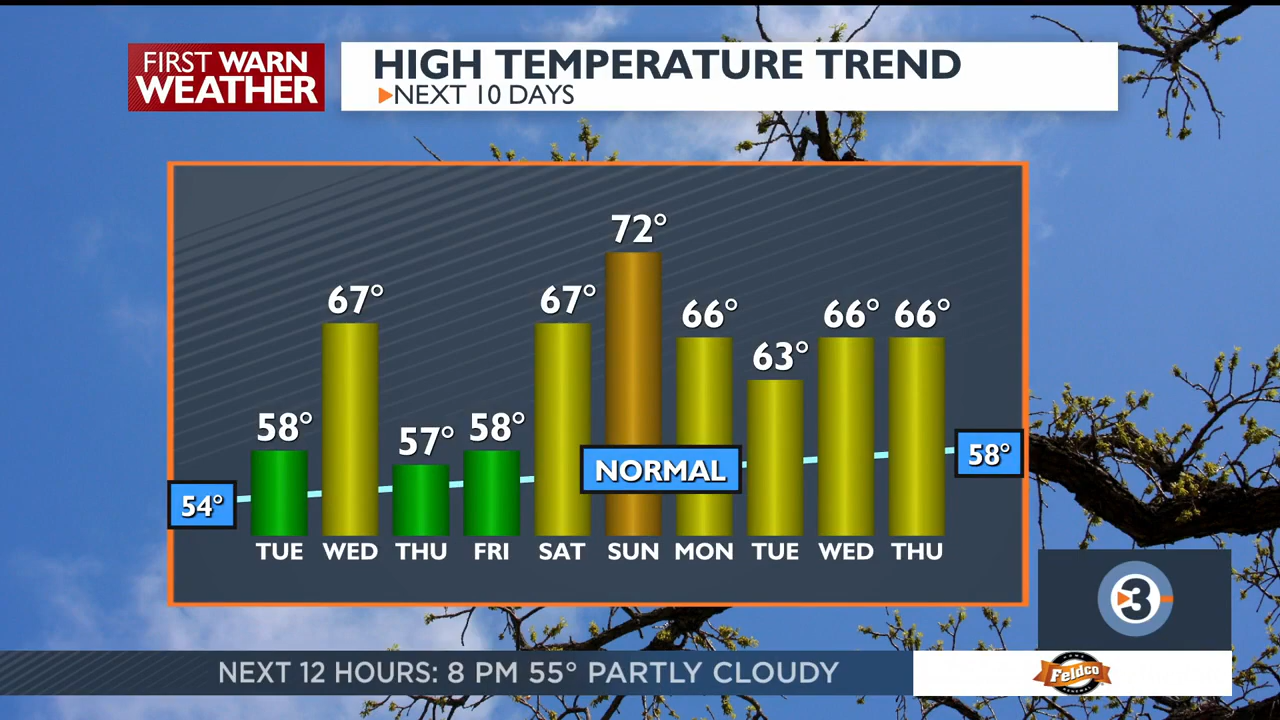 FIRST WARN
WEATHER
HIGH TEMPERATURE TREND
NEXT 10 DAYS
58° 67° 57° 58° 67° 72° 66° 63° 66° 66°
54° NORMAL 58°
TUE WED THU FRI SAT SUN MON TUE WED THU
3
NEXT 12 HOURS: 8 PM 55° PARTLY CLOUDY
Feldco